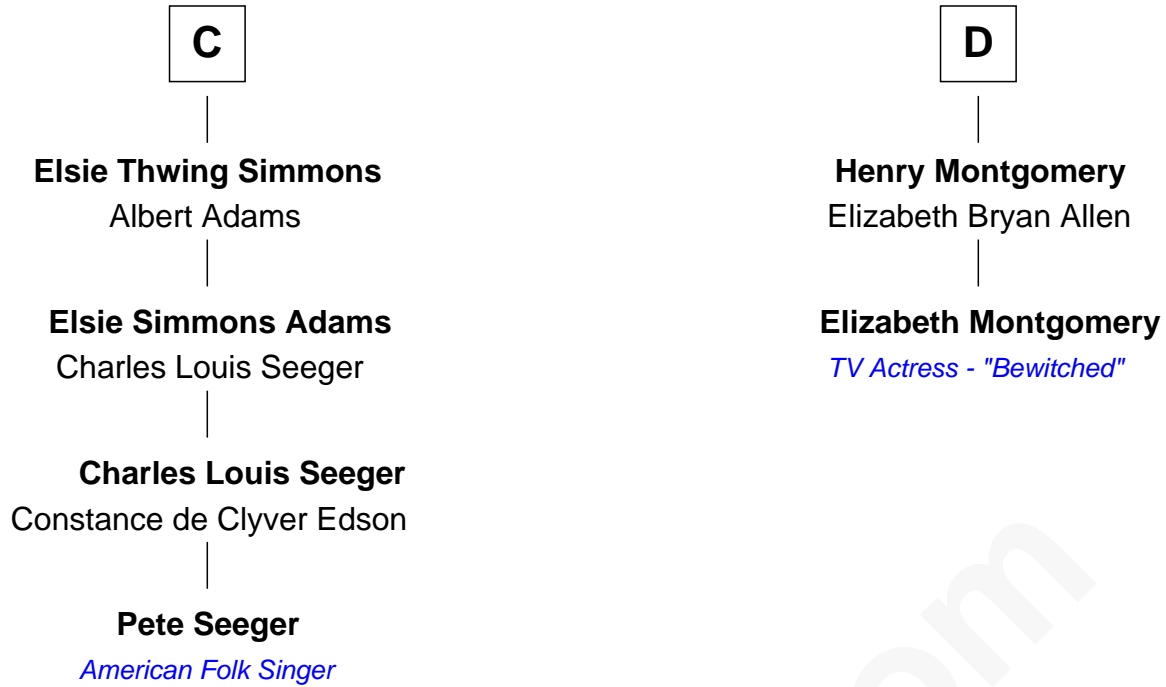 C
Elsie Thwing Simmons
Albert Adams
Elsie Simmons Adams
Charles Louis Seeger
Charles Louis Seeger
Constance de Clyver Edson
Pete Seeger
American Folk Singer
D
Henry Montgomery
Elizabeth Bryan Allen
Elizabeth Montgomery
TV Actress - "Bewitched"
om